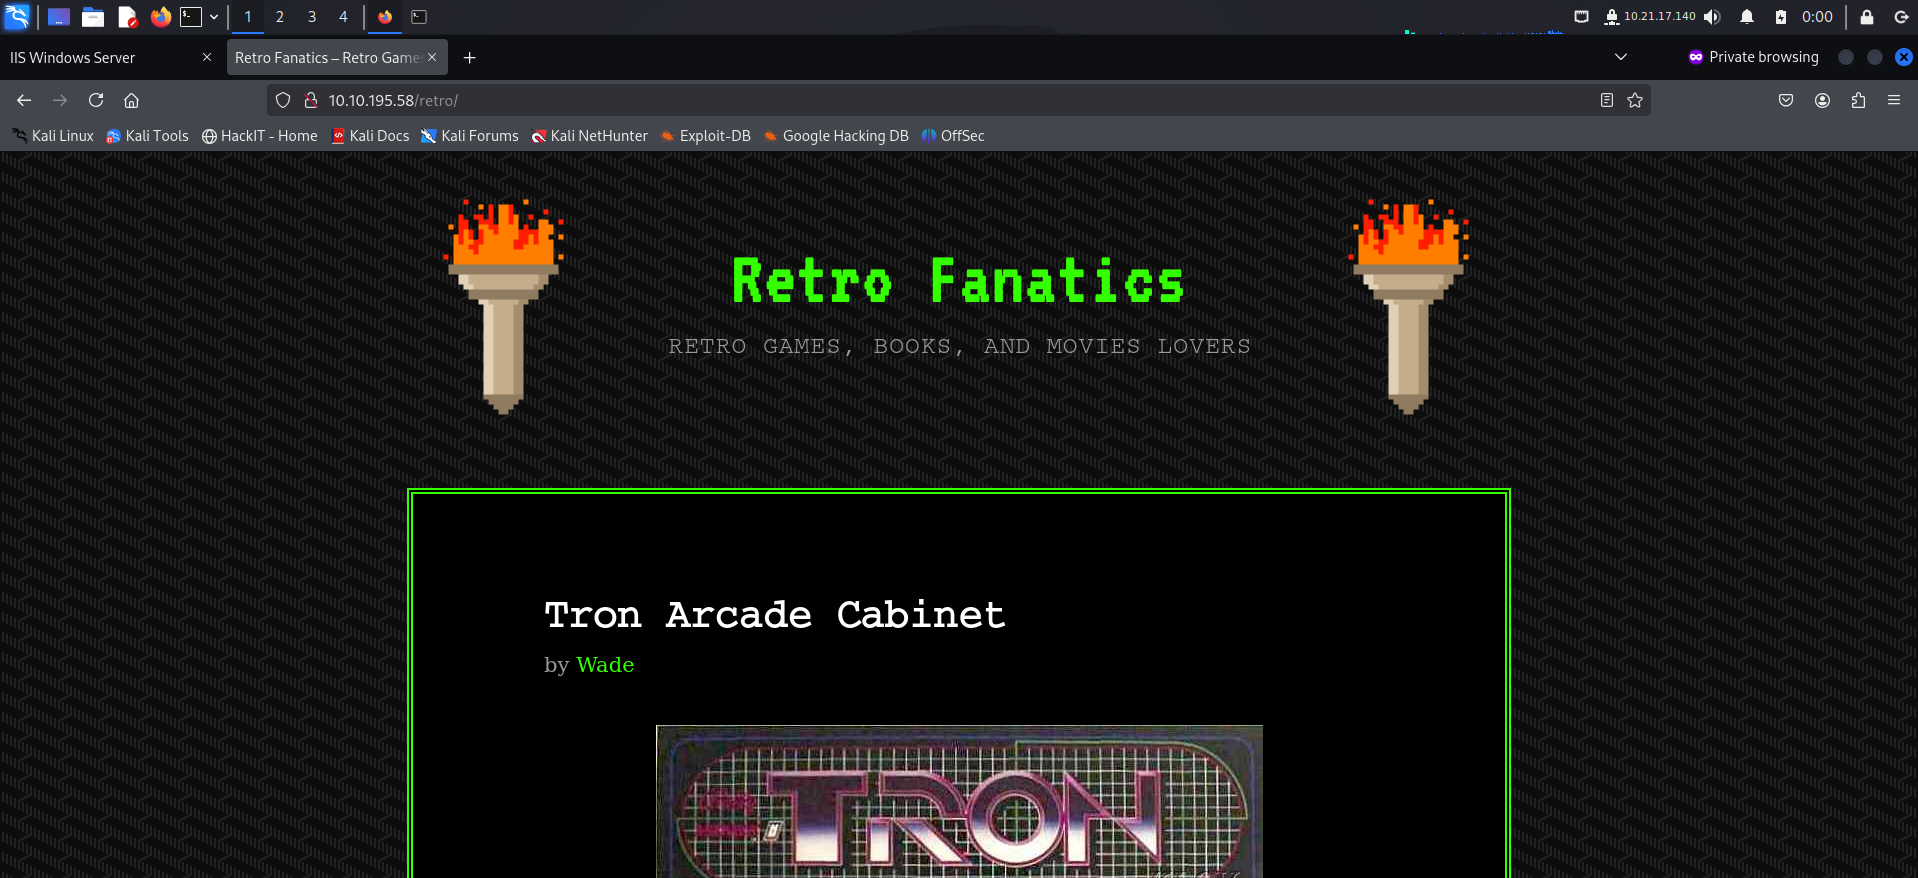 1 2 3 4 10.21.17.140 0:00
IIS Windows Server Retro Fanatics – Retro Game Private browsing
10.10.195.58/retro/
Kali Linux Kali Tools HackIT - Home Kali Docs Kali Forums Kali NetHunter Exploit-DB Google Hacking DB OffSec
Retro Fanatics
RETRO GAMES, BOOKS, AND MOVIES LOVERS
Tron Arcade Cabinet
by Wade
TRON